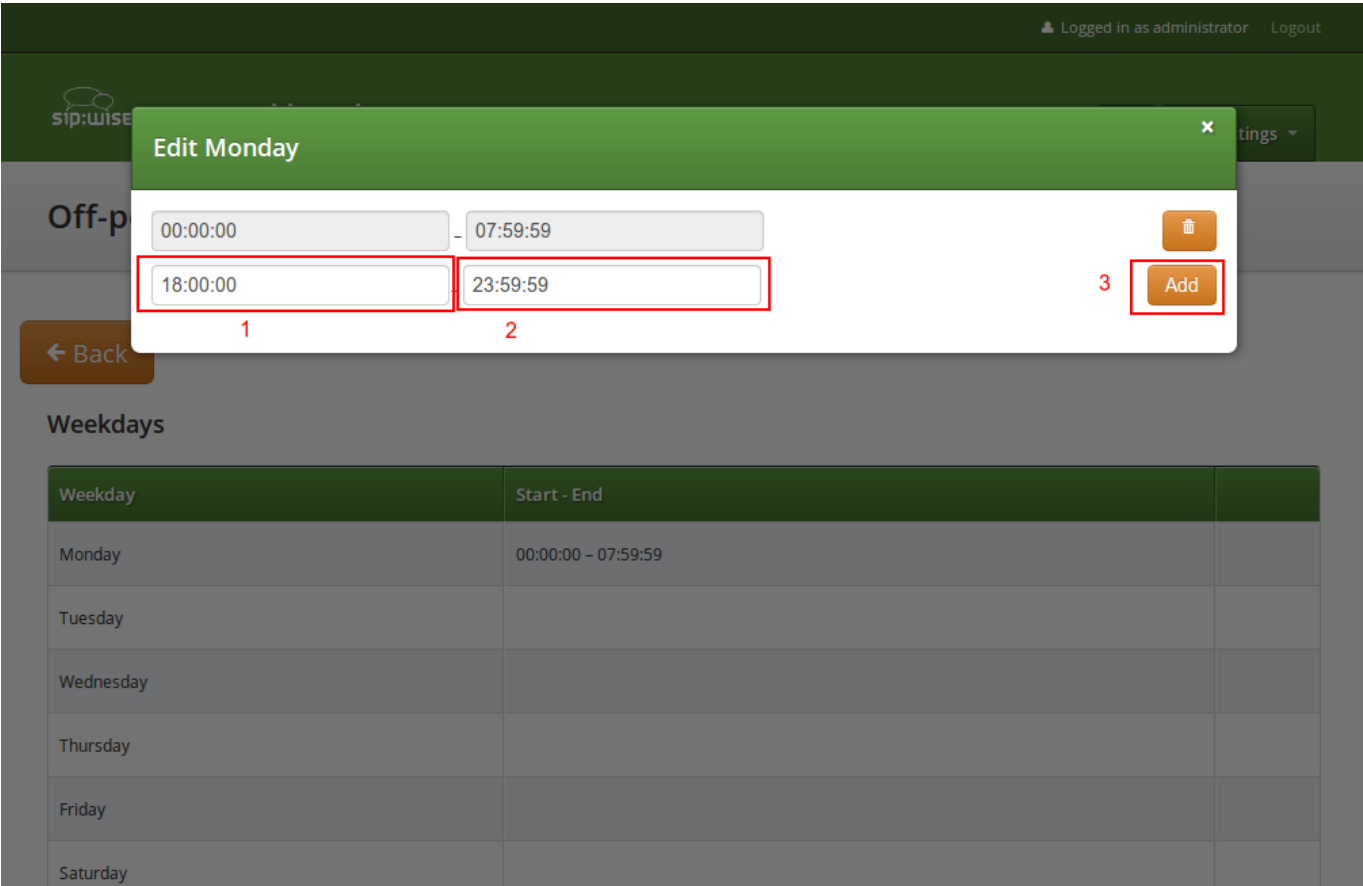 Logged in as administrator Logout
sip:wise
tings
Edit Monday ×
Off-p
00:00:00 – 07:59:59
18:00:00 – 23:59:59 3 Add
1 2
Back
Weekdays
Weekday Start - End
Monday 00:00:00 – 07:59:59
Tuesday
Wednesday
Thursday
Friday
Saturday